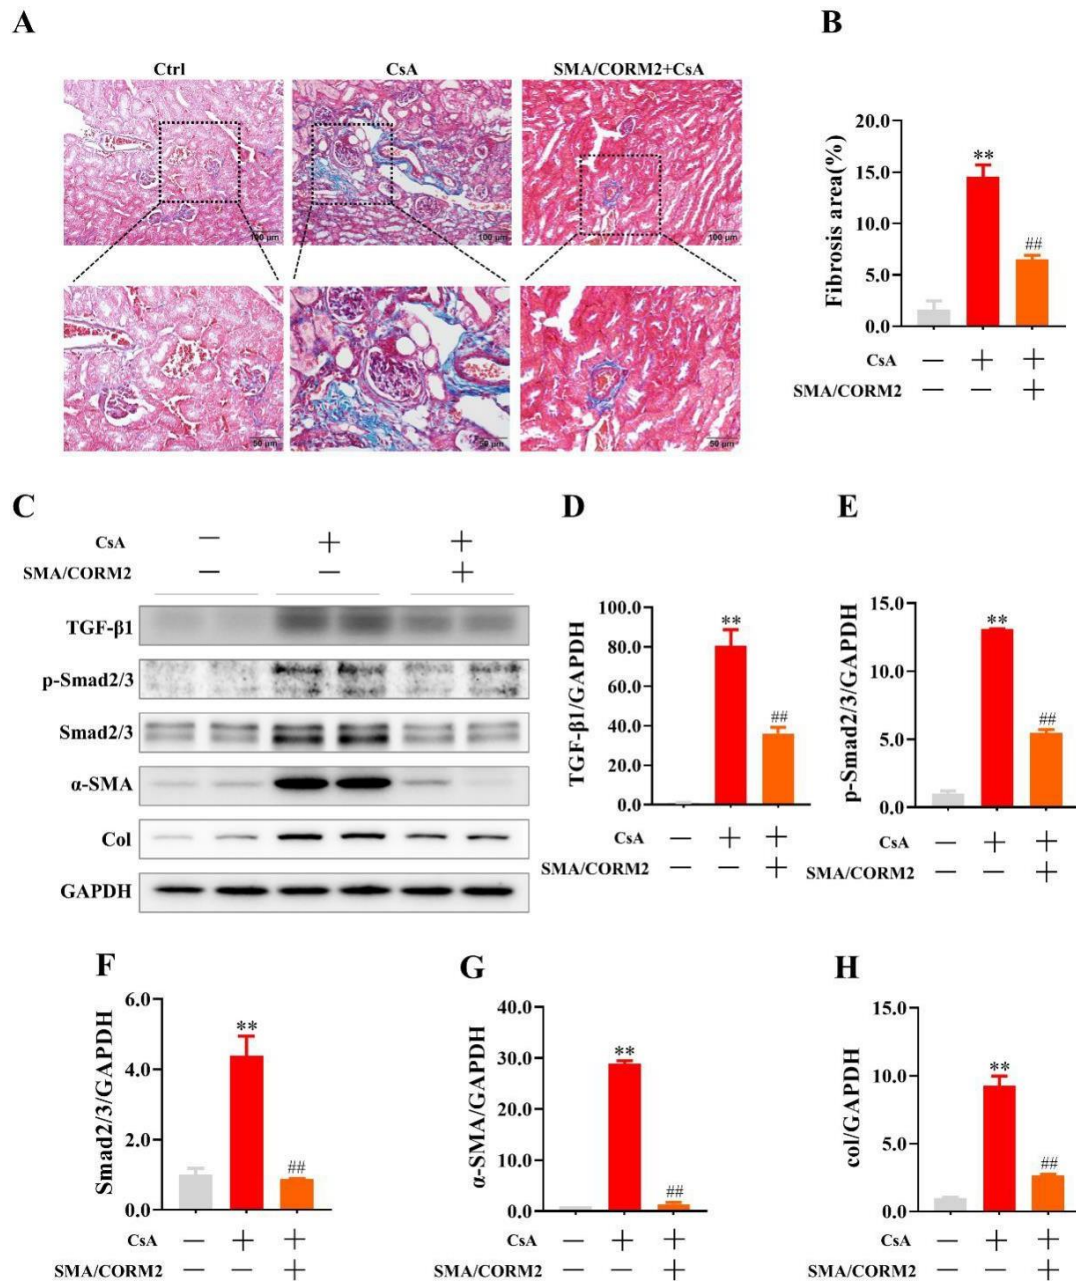 A
Ctrl
CsA
SMA/CORM2+CsA
100 μm
100 μm
100 μm
50 μm
50 μm
50 μm
B
Fibrosis area(%)
20.0
15.0
10.0
5.0
0.0
**
##
CsA — + +
SMA/CORM2 — — +
C
CsA — + +
SMA/CORM2 — — +
TGF-β1
p-Smad2/3
Smad2/3
α-SMA
Col
GAPDH
D
TGF-β1/GAPDH
100.0
80.0
60.0
40.0
20.0
0.0
**
##
CsA — + +
SMA/CORM2 — — +
E
p-Smad2/3/GAPDH
15.0
10.0
5.0
0.0
**
##
CsA — + +
SMA/CORM2 — — +
F
Smad2/3/GAPDH
6.0
4.0
2.0
0.0
**
##
CsA — + +
SMA/CORM2 — — +
G
α-SMA/GAPDH
40.0
30.0
20.0
10.0
0.0
**
##
CsA — + +
SMA/CORM2 — — +
H
col/GAPDH
15.0
10.0
5.0
0.0
**
##
CsA — + +
SMA/CORM2 — — +